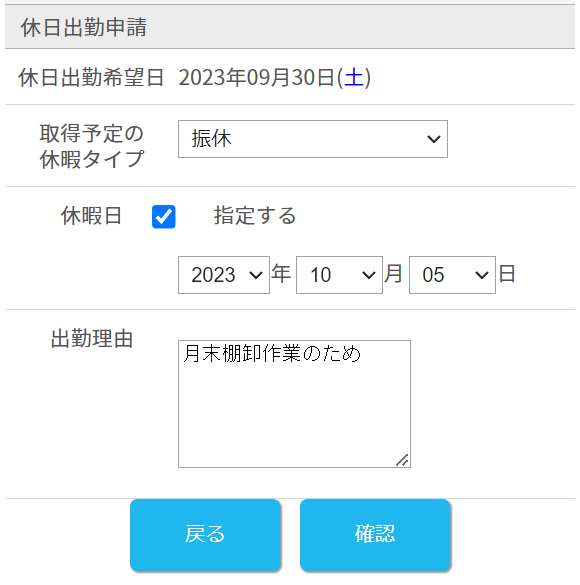 休日出勤申請
休日出勤希望日 2023年09月30日(土)
取得予定の
休暇タイプ
振休
休暇日 指定する
2023 年 10 月 05 日
出勤理由
月末棚卸作業のため
戻る 確認